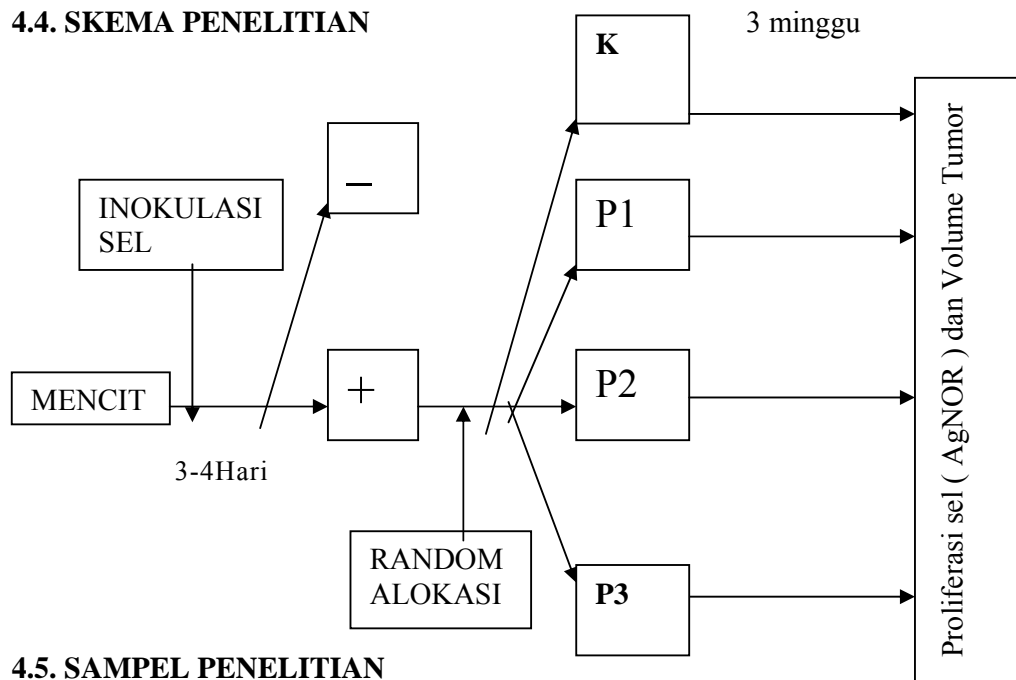 4.4. SKEMA PENELITIAN
3 minggu
K
–
INOKULASI
SEL
P1
MENCIT
+
P2
3-4Hari
RANDOM
ALOKASI
P3
Proliferasi sel ( AgNOR ) dan Volume Tumor
4.5. SAMPEL PENELITIAN